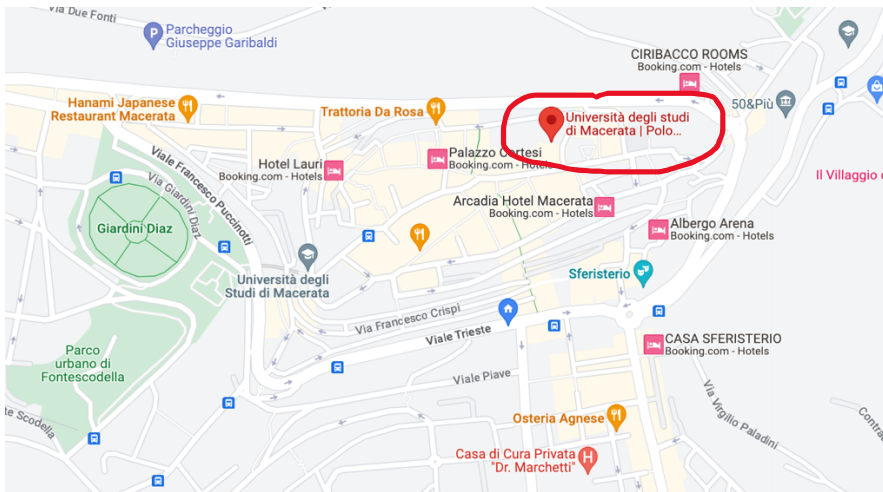 Via Due Fonti
Parcheggio
Giuseppe Garibaldi
CIRIBACCO ROOMS
Booking.com - Hotels
Hanami Japanese
Restaurant Macerata
Trattoria Da Rosa
Università degli studi
di Macerata | Polo...
50&Più
Palazzo Cortesi
Booking.com - Hotels
Hotel Lauri
Booking.com - Hotels
Viale Francesco Puccinotti
Via Giardini Diaz
Il Villaggio
Arcadia Hotel Macerata
Booking.com - Hotels
Giardini Diaz
Albergo Arena
Booking.com - Hotels
Università degli
Studi di Macerata
Sferisterio
Via Francesco Crispi
Viale Trieste
CASA SFERISTERIO
Booking.com - Hotels
Parco
urbano di
Fontescodella
Viale Piave
Via Virgilio Paladini
Scodella
Osteria Agnese
Contra
Casa di Cura Privata
"Dr. Marchetti"
P
H